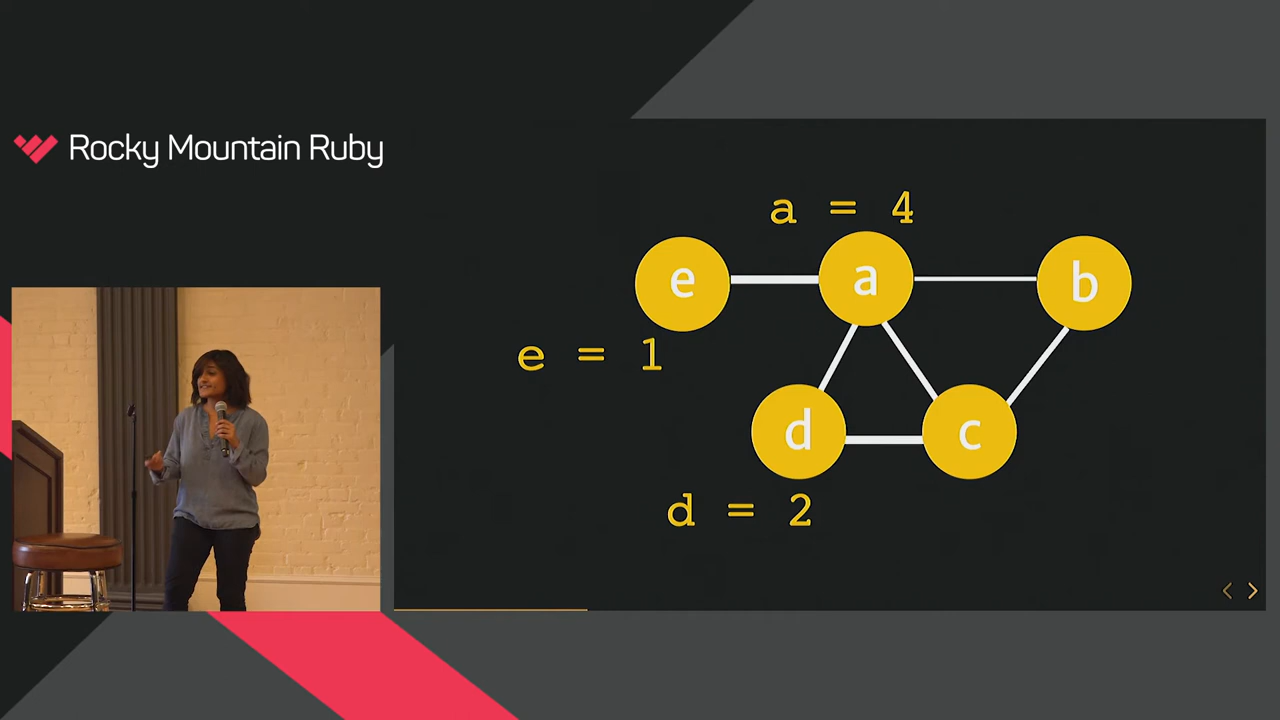 Rocky Mountain Ruby
a = 4
e
a
b
e = 1
d
c
d = 2